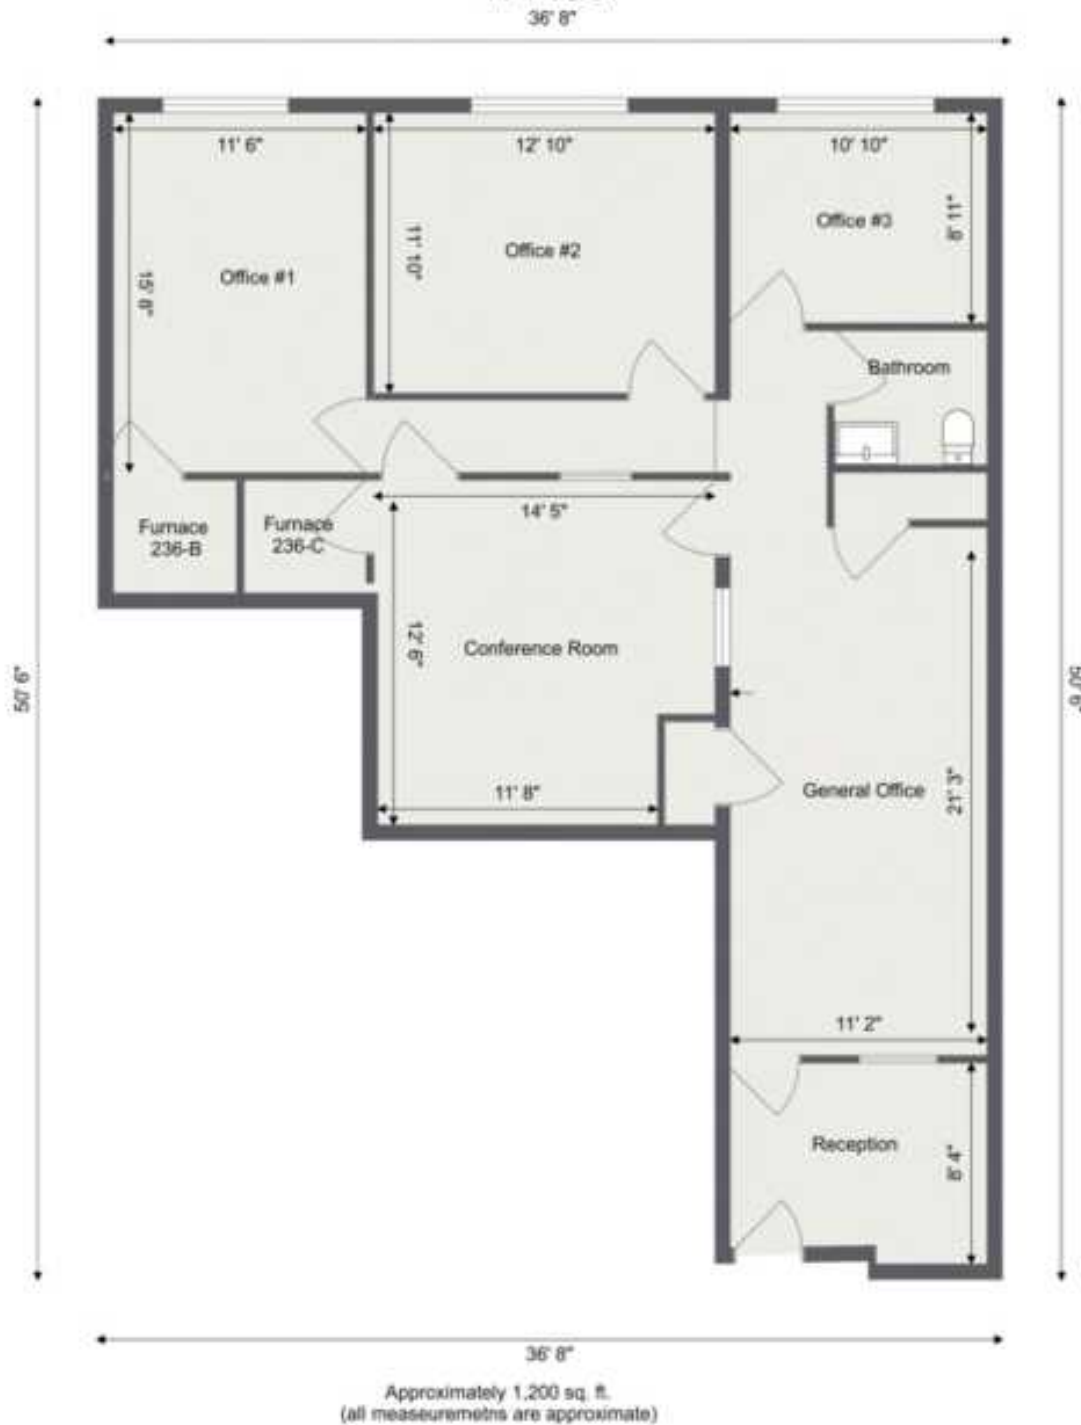 36' 8"
11' 6"
12' 10"
10' 10"
Office #1
Office #2
Office #3
15' 8"
11' 10"
8' 11"
Bathroom
Furnace
236-B
Furnace
236-C
14' 5"
12' 6"
Conference Room
11' 8"
General Office
21' 3"
11' 2"
Reception
8' 4"
50' 6"
50' 6"
36' 8"
Approximately 1,200 sq. ft.
(all measeuremetns are approximate)